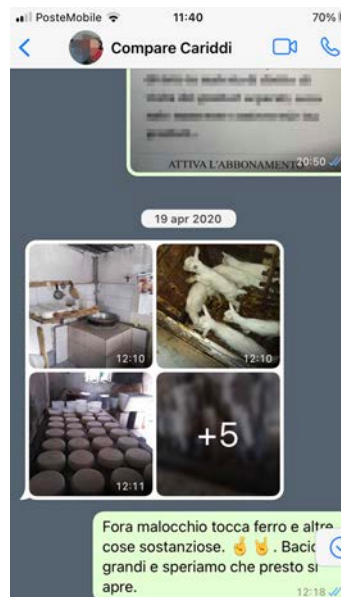 PosteMobile 11:40 70%
Compare Cariddi
ATTIVA L'ABBONAMENTO
20:50
19 apr 2020
12:10 12:10
12:11
+5
Fora malocchio tocca ferro e altre
cose sostanziose. ✌️ 🤘 . Bacio
grandi e speriamo che presto si
apre.
12:18